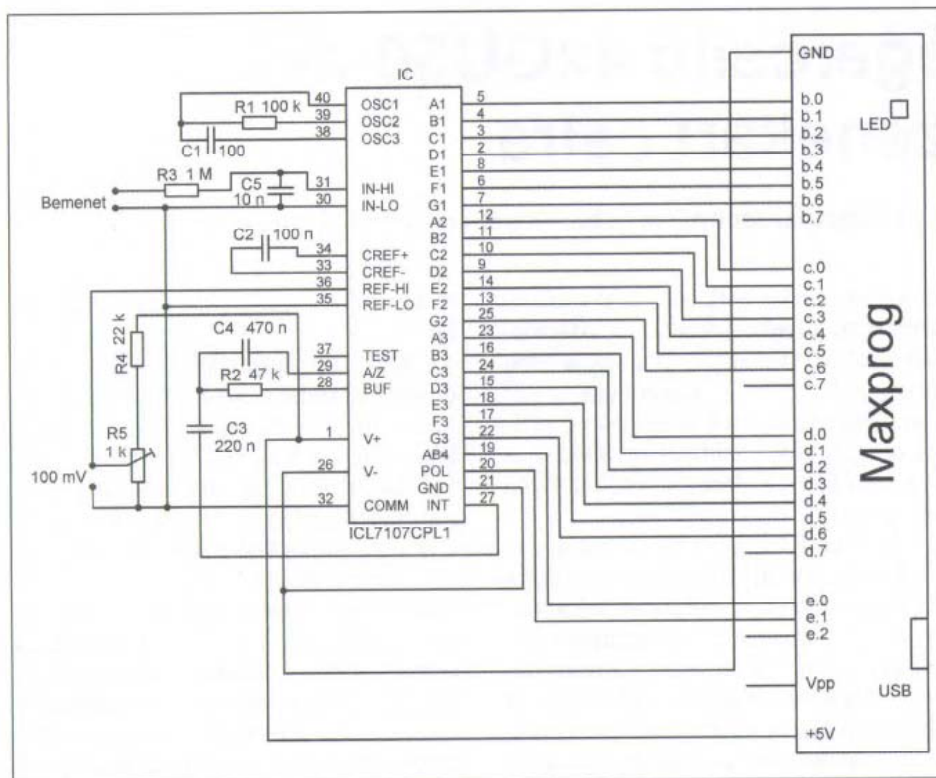 IC
40 OSC1 A1 5
R1 100 k 39 OSC2 B1 4
38 OSC3 C1 3
C1 100 D1 2
E1 8
R3 1 M 31 IN-HI F1 6
C5 10 n
Bemenet 30 IN-LO G1 7
A2 12
C2 100 n B2 11
34 CREF+ C2 10
33 CREF- D2 9
36 REF-HI E2 14
35 REF-LO F2 13
G2 25
R4 22 k
C4 470 n A3 23
37 TEST B3 16
29 A/Z C3 24
R2 47 k 28 BUF D3 15
E3 18
C3 220 n F3 17
R5 1 k 1 V+ G3 22
AB4 19
100 mV 26 V- POL 20
GND 21
32 COMM INT 27
ICL7107CPL1
GND
b.0
LED
b.1
b.2
b.3
b.4
b.5
b.6
b.7
c.0
c.1
c.2
c.3
c.4
c.5
c.6
c.7
Maxprog
d.0
d.1
d.2
d.3
d.4
d.5
d.6
d.7
e.0
e.1
e.2
Vpp
USB
+5V